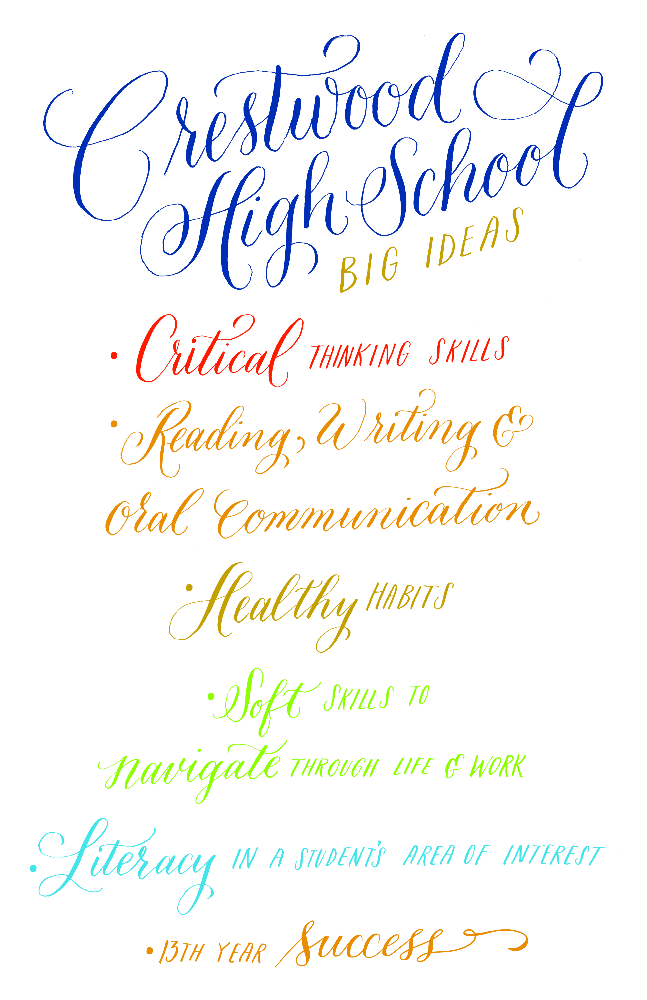 Crestwood
High School
BIG IDEAS
• Critical THINKING SKILLS
• Reading, Writing &
Oral Communication
• Healthy HABITS
• Soft SKILLS TO
navigate THROUGH LIFE & WORK
• Literacy IN A STUDENT'S AREA OF INTEREST
• 13TH YEAR Success